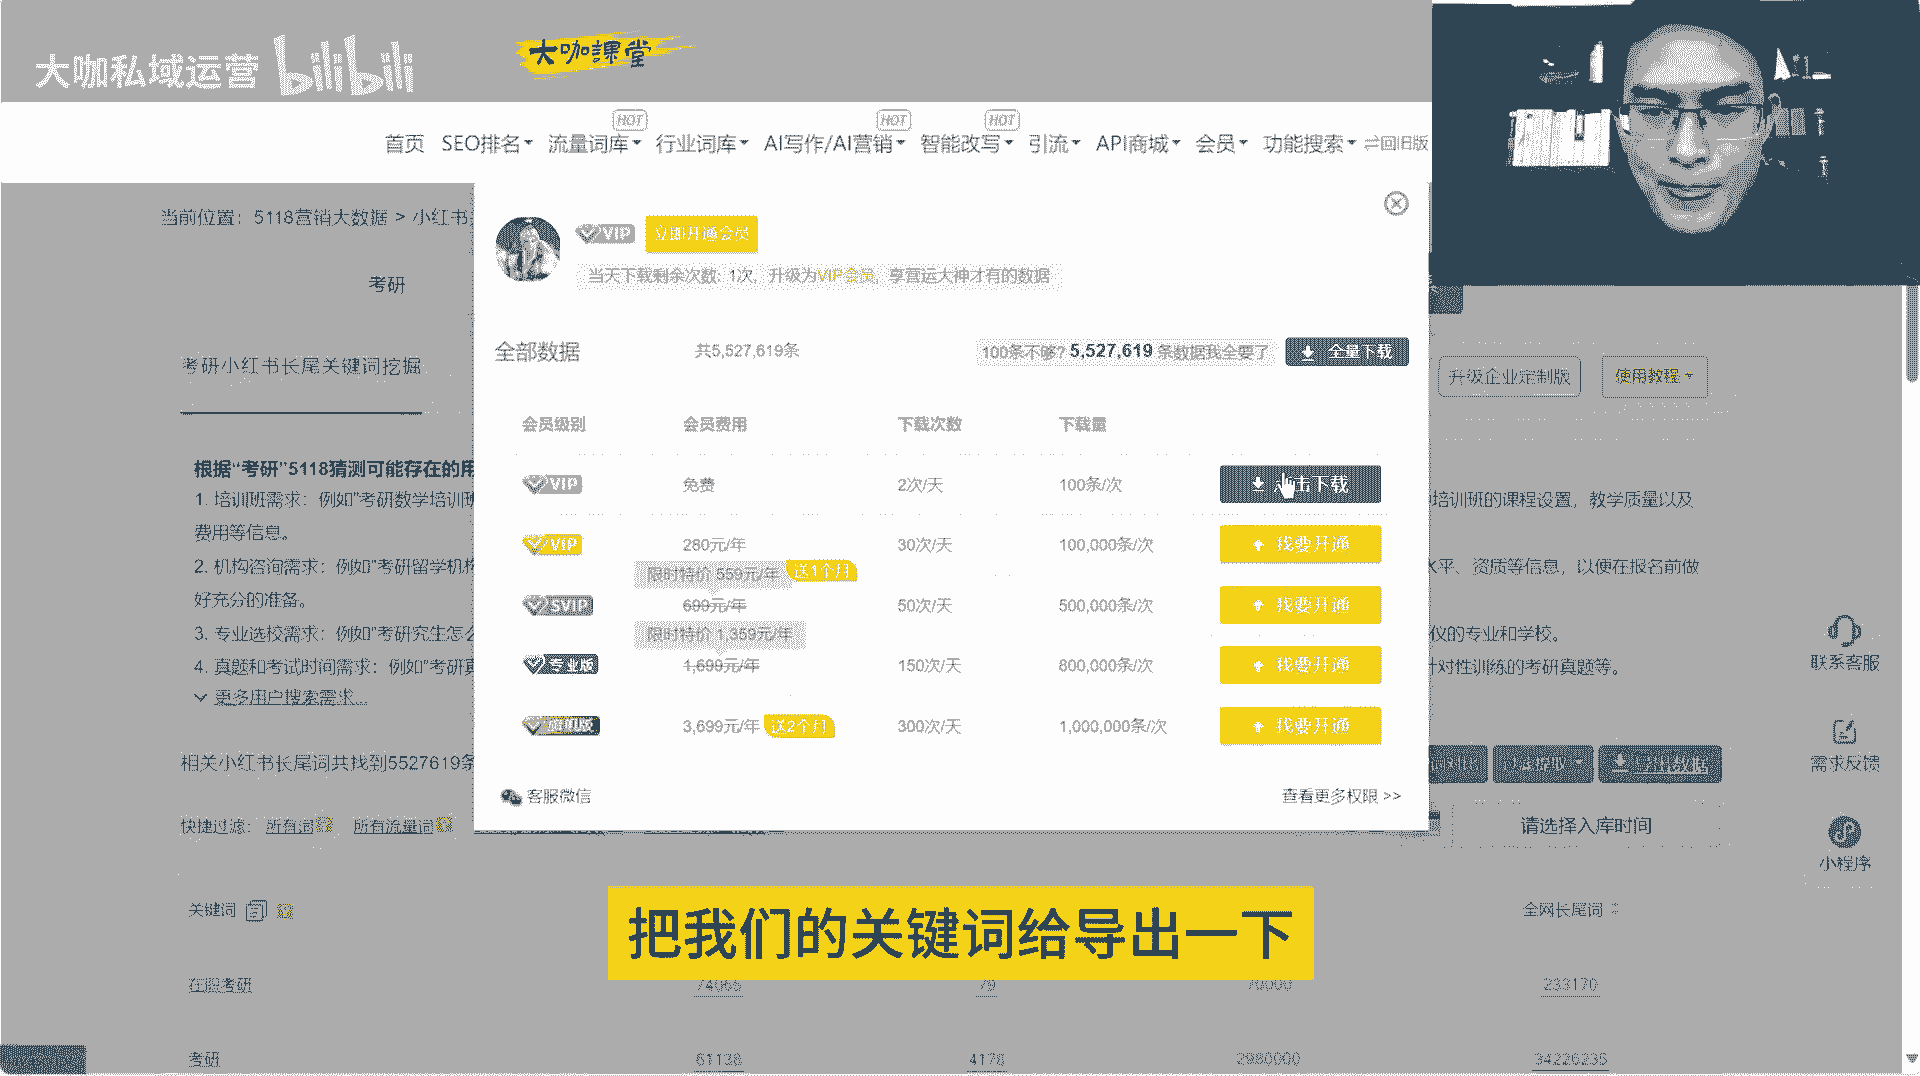 大咖私域运营 bilibili
大咖課堂
HOT HOT HOT
首页 SEO排名 流量词库 行业词库 AI写作/AI营销 智能改写 引流 API商城 会员 功能搜索 回旧版
当前位置：5118营销大数据 > 小红书
VIP 立即开通会员
当天下载剩余次数：1次，升级为VIP会员，享营运大神才有的数据
考研
全部数据 共5,527,619条 100条不够? 5,527,619 条数据我全要了 全量下载
考研小红书长尾关键词挖掘
升级企业定制版 使用教程
会员级别 会员费用 下载次数 下载量
根据“考研”5118猜测可能存在的用
VIP 免费 2次/天 100条/次 击下载
1. 培训班需求：例如“考研数学培训班
培训班的课程设置，教学质量以及
费用等信息。
VIP 280元/年 30次/天 100,000条/次 我要开通
2. 机构咨询需求：例如“考研留学机构
水平、资质等信息，以便在报名前做
限时特价 559元/年 送1个月
好充分的准备。
SVIP 699元/年 50次/天 500,000条/次 我要开通
3. 专业选校需求：例如“考研究生怎么
仪的专业和学校。
限时特价 1,359元/年
专业版 1,699元/年 150次/天 800,000条/次 我要开通
4. 真题和考试时间需求：例如“考研真
针对性训练的考研真题等。
联系客服
更多用户搜索需求...
3,699元/年 送2个月 300次/天 1,000,000条/次 我要开通
相关小红书长尾词共找到5527619条
需求反馈
客服微信 查看更多权限 >>
快捷过滤： 所有词 所有流量词
请选择入库时间
小程序
关键词
全网长尾词
把我们的关键词给导出一下
在职考研 74066 79 70000 233170
考研 61138 4178 2980000 34226235